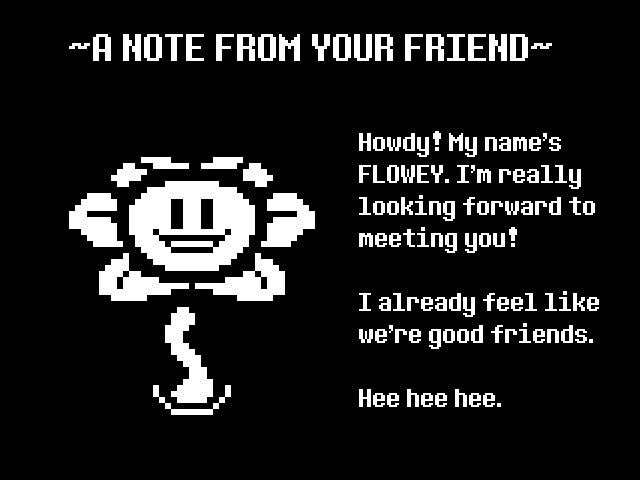 ~A NOTE FROM YOUR FRIEND~
Howdy! My name's
FLOWEY. I'm really
looking forward to
meeting you!
I already feel like
we're good friends.
Hee hee hee.